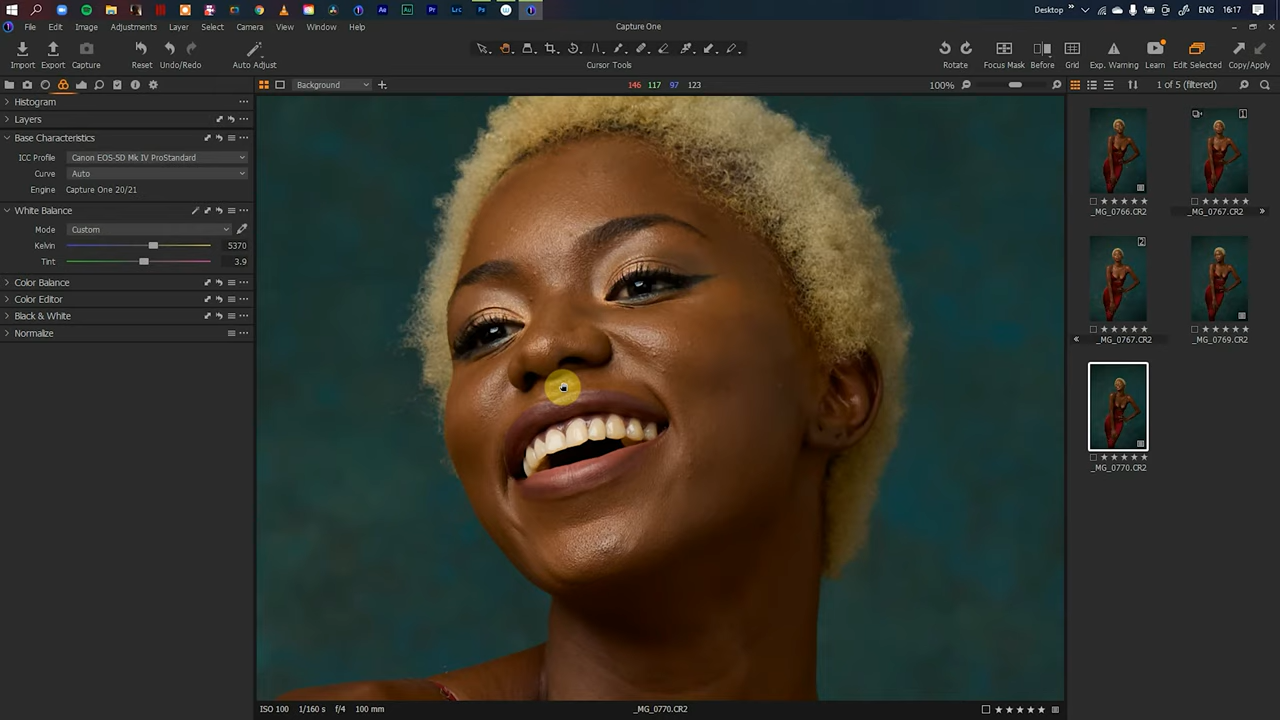 Desktop
ENG
16:17
File Edit Image Adjustments Layer Select Camera View Window Help
Capture One
Import Export Capture Reset Undo/Redo Auto Adjust Cursor Tools Rotate Focus Mask Before Grid Exp. Warning Learn Edit Selected Copy/Apply
Background 146 117 97 123 100% 1 of 5 (filtered)
Histogram
Layers
Base Characteristics
ICC Profile Canon EOS-5D Mk IV ProStandard
Curve Auto
Engine Capture One 20/21
White Balance
Mode Custom
Kelvin 5370
Tint 3.9
Color Balance
Color Editor
Black & White
Normalize
1
_MG_0766.CR2 _MG_0767.CR2
2
_MG_0767.CR2 _MG_0769.CR2
_MG_0770.CR2
ISO 100 1/160 s f/4 100 mm _MG_0770.CR2